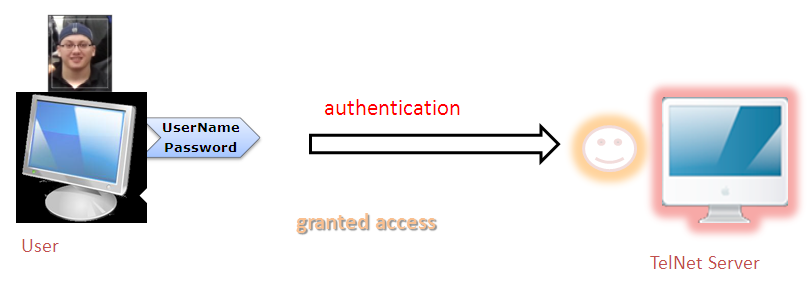 authentication
UserName
Password
granted access
User
TelNet Server